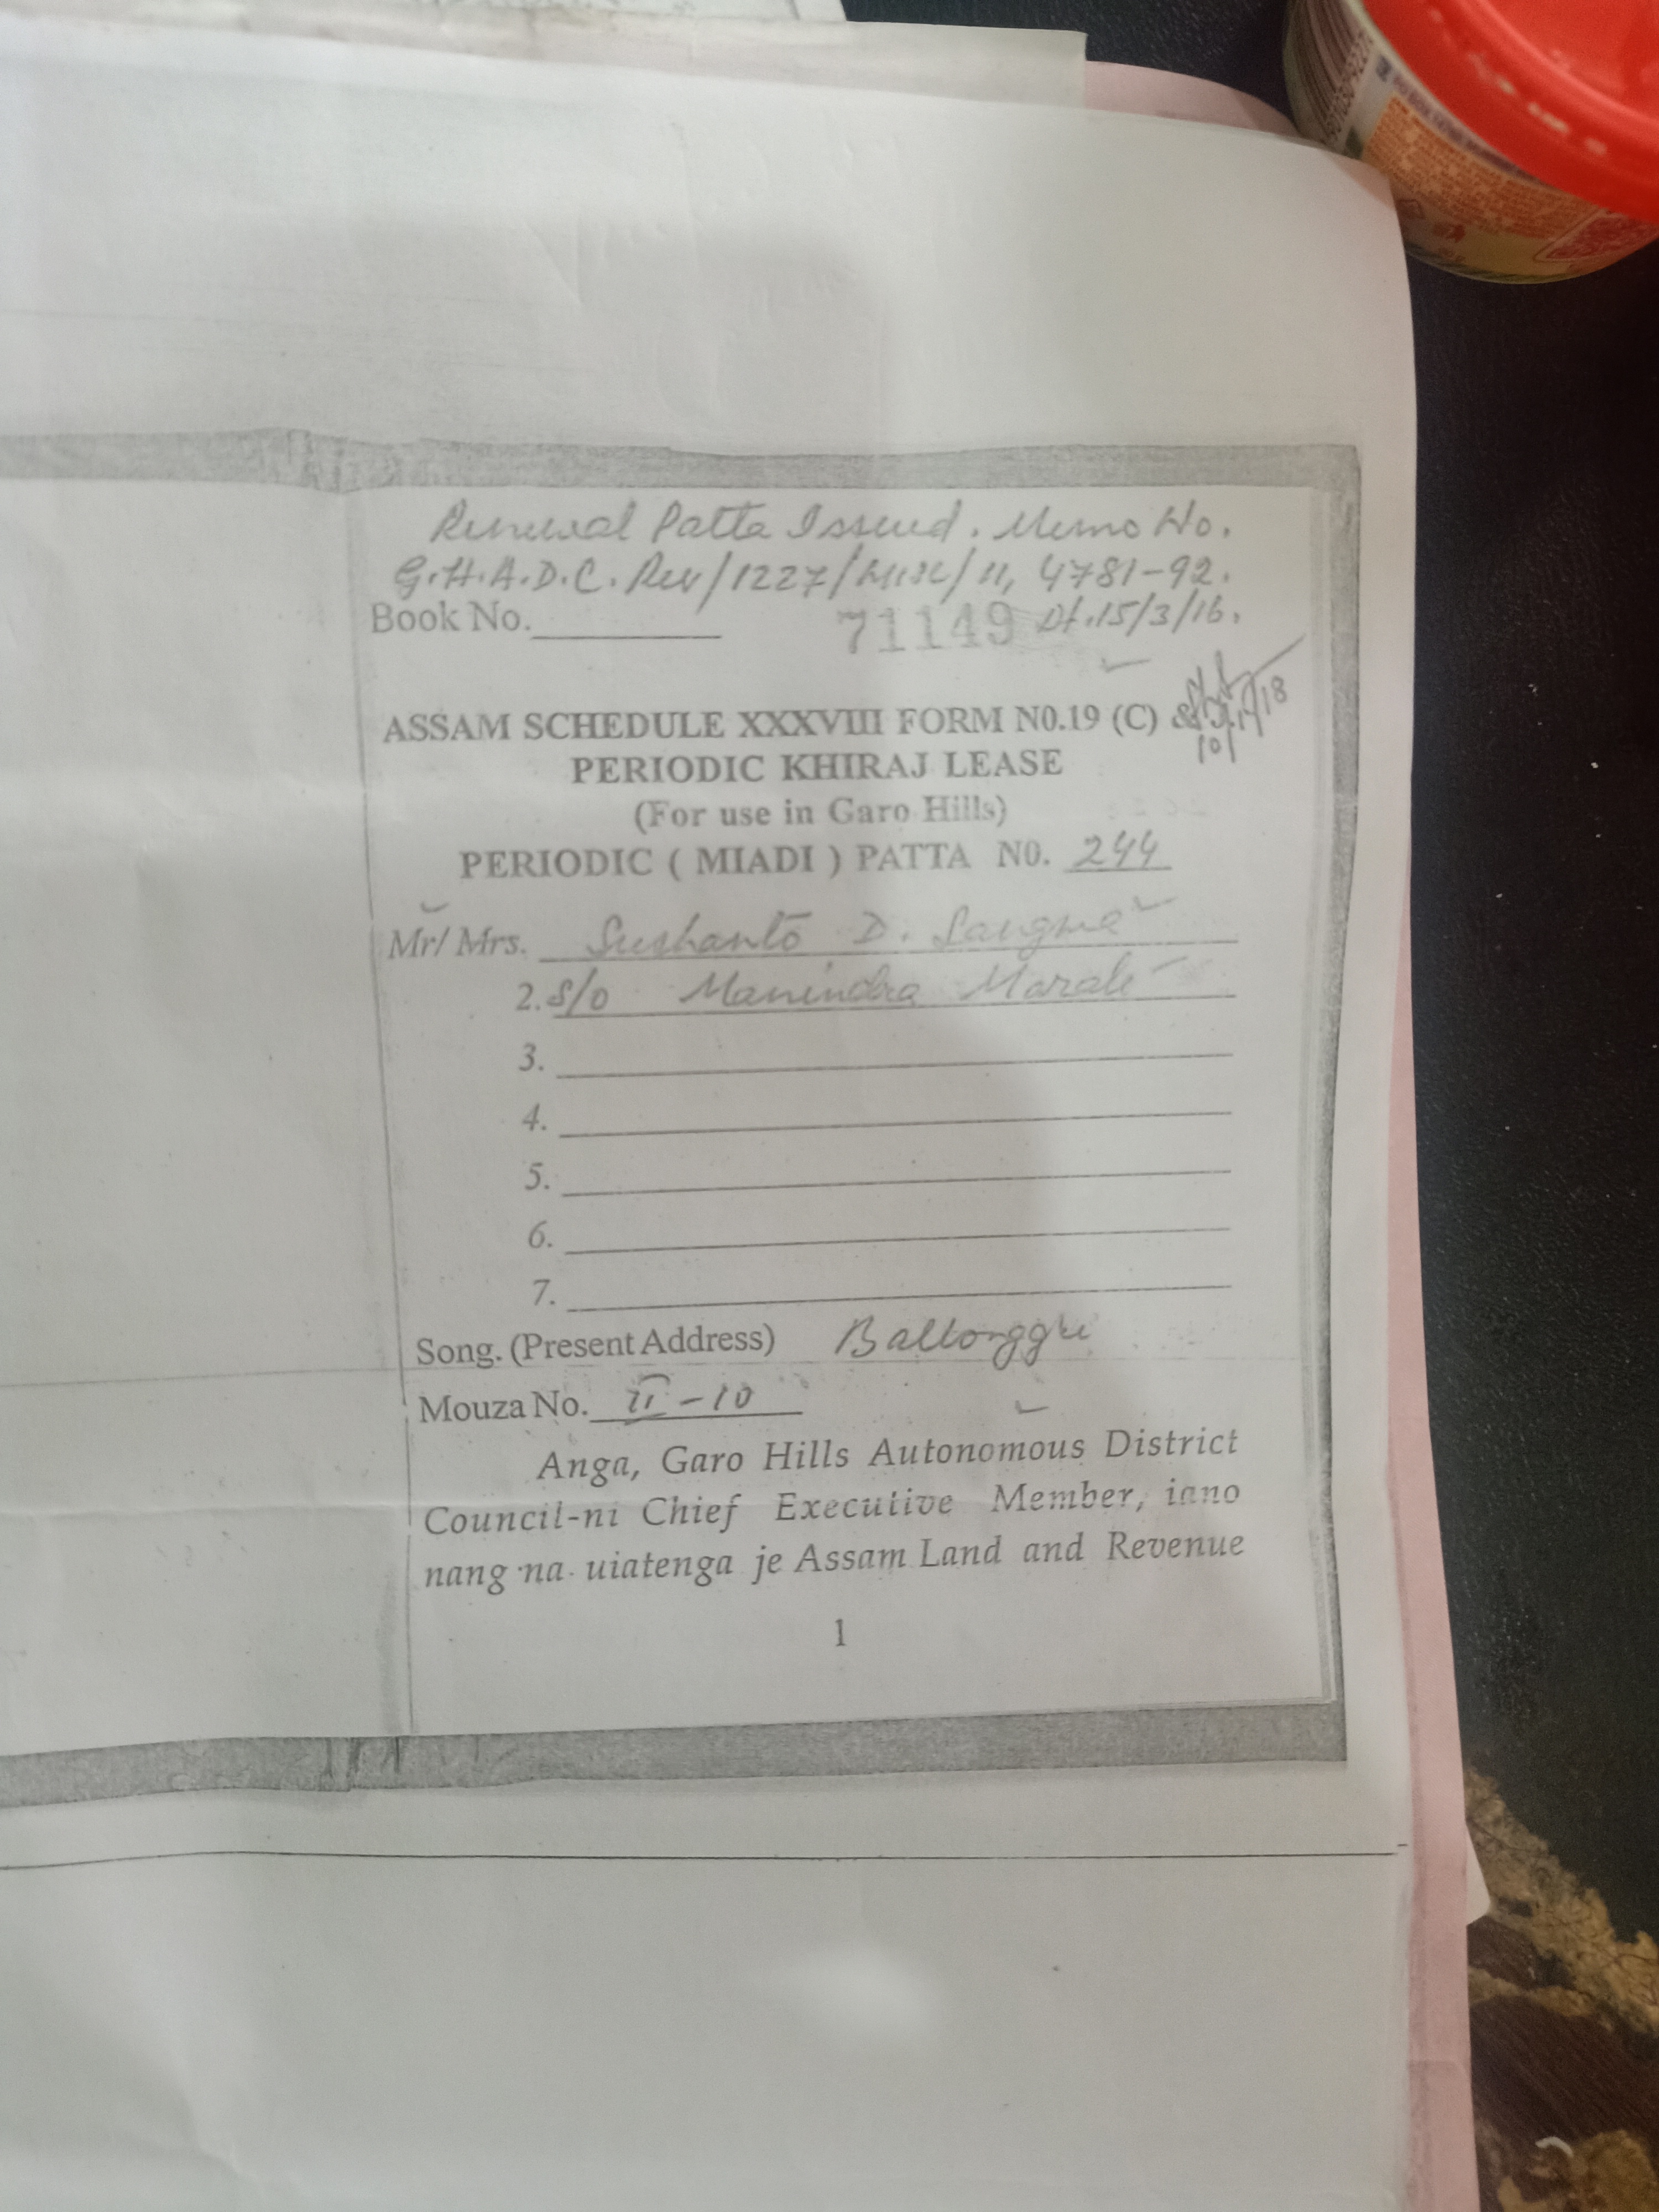 Renewal Patta Issued. Memo No.
G.H.A.D.C. Rev/1227/Misc/11, 4781-92.
Book No. 71149 Dt.15/3/16.
ASSAM SCHEDULE XXXVIII FORM N0.19 (C) &
PERIODIC KHIRAJ LEASE
(For use in Garo Hills)
PERIODIC ( MIADI ) PATTA N0. 244
Mr/ Mrs. Sushanto D. Sangma
2. S/o Manindra Marak
3.
4.
5.
6.
7.
Song. (Present Address)
Mouza No. II-10
Anga, Garo Hills Autonomous District
Council-ni Chief Executive Member, iano
nang·na· uiatenga je Assam Land and Revenue
1